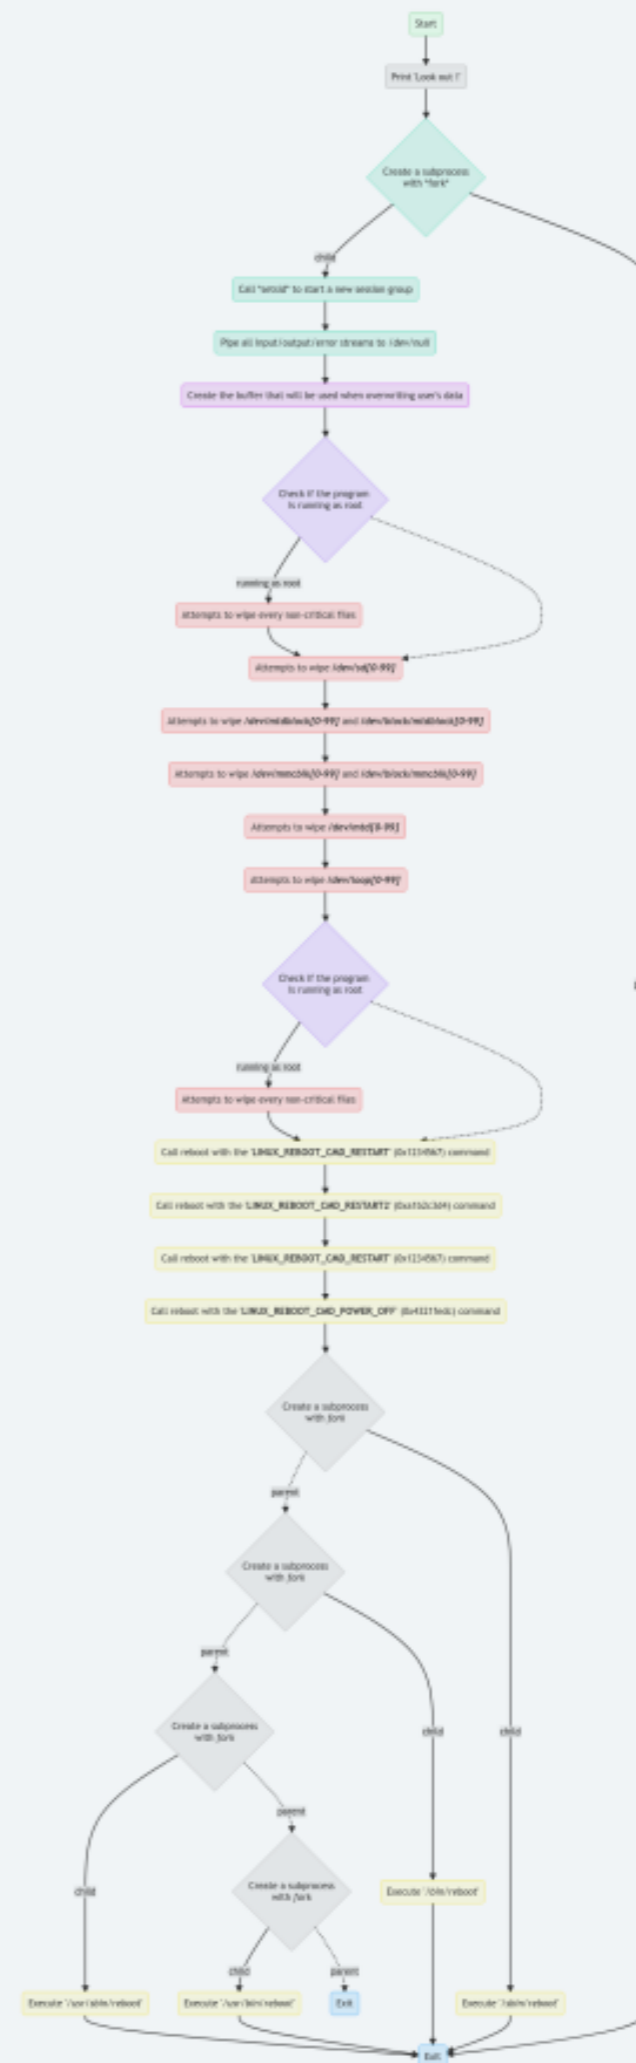 Start
Print 'Look out !'
Create a subprocess
with "fork"
child
Call "setsid" to start a new session group
Pipe all input/output/error streams to /dev/null
Create the buffer that will be used when overwriting user's data
Check if the program
is running as root
running as root
Attempts to wipe every non-critical files
Attempts to wipe /dev/sd[0-99]
Attempts to wipe /dev/mtdblock[0-99] and /dev/block/mtdblock[0-99]
Attempts to wipe /dev/mmcblk[0-99] and /dev/block/mmcblk[0-99]
Attempts to wipe /dev/mtd[0-99]
Attempts to wipe /dev/loop[0-99]
Check if the program
is running as root
running as root
Attempts to wipe every non-critical files
Call reboot with the 'LINUX_REBOOT_CMD_RESTART' (0x1234567) command
Call reboot with the 'LINUX_REBOOT_CMD_RESTART2' (0xa1b2c3d4) command
Call reboot with the 'LINUX_REBOOT_CMD_RESTART' (0x1234567) command
Call reboot with the 'LINUX_REBOOT_CMD_POWER_OFF' (0x4321fedc) command
Create a subprocess
with fork
parent
Create a subprocess
with fork
parent
Create a subprocess
with fork
child
child
parent
Create a subprocess
with fork
child
Execute '/bin/reboot'
child
parent
Execute '/usr/sbin/reboot'
Execute '/usr/bin/reboot'
Exit
Execute '/sbin/reboot'
Exit